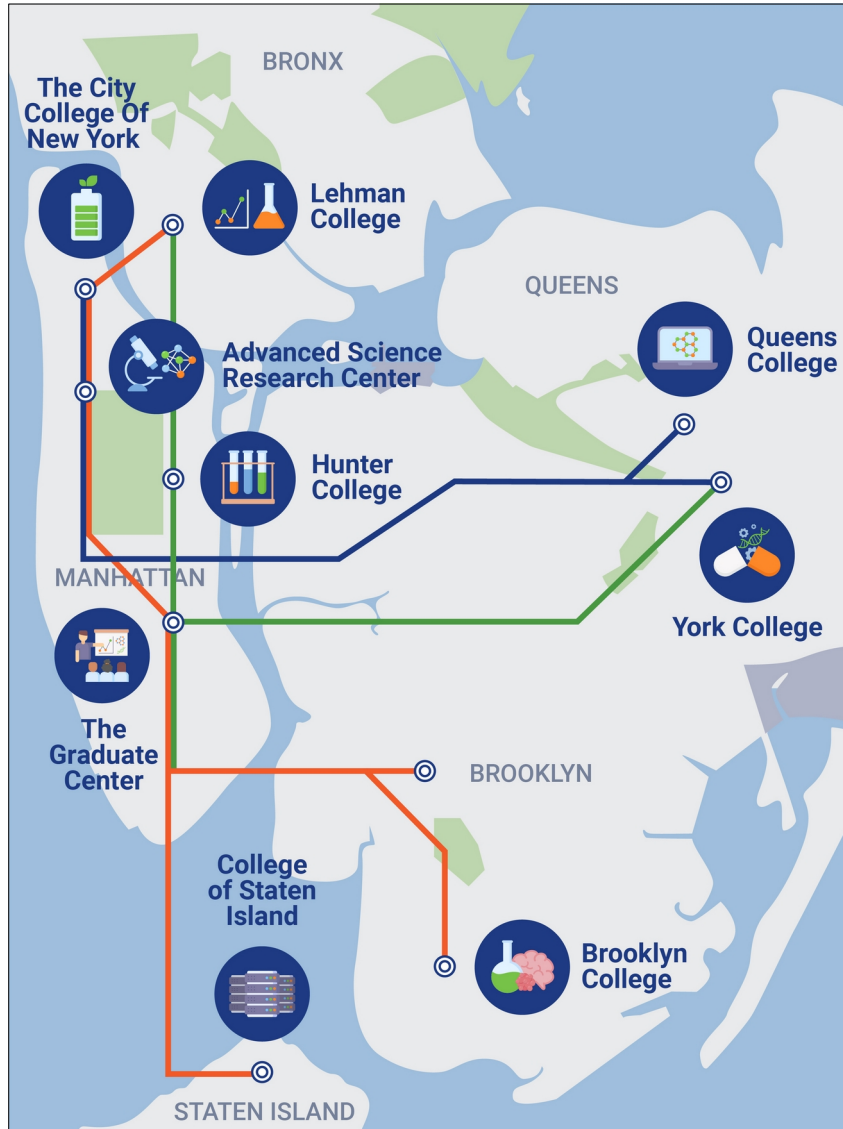 BRONX
The City
College Of
New York
Lehman
College
QUEENS
Queens
College
Advanced Science
Research Center
Hunter
College
MANHATTAN
York College
The
Graduate
Center
BROOKLYN
College
of Staten
Island
Brooklyn
College
STATEN ISLAND